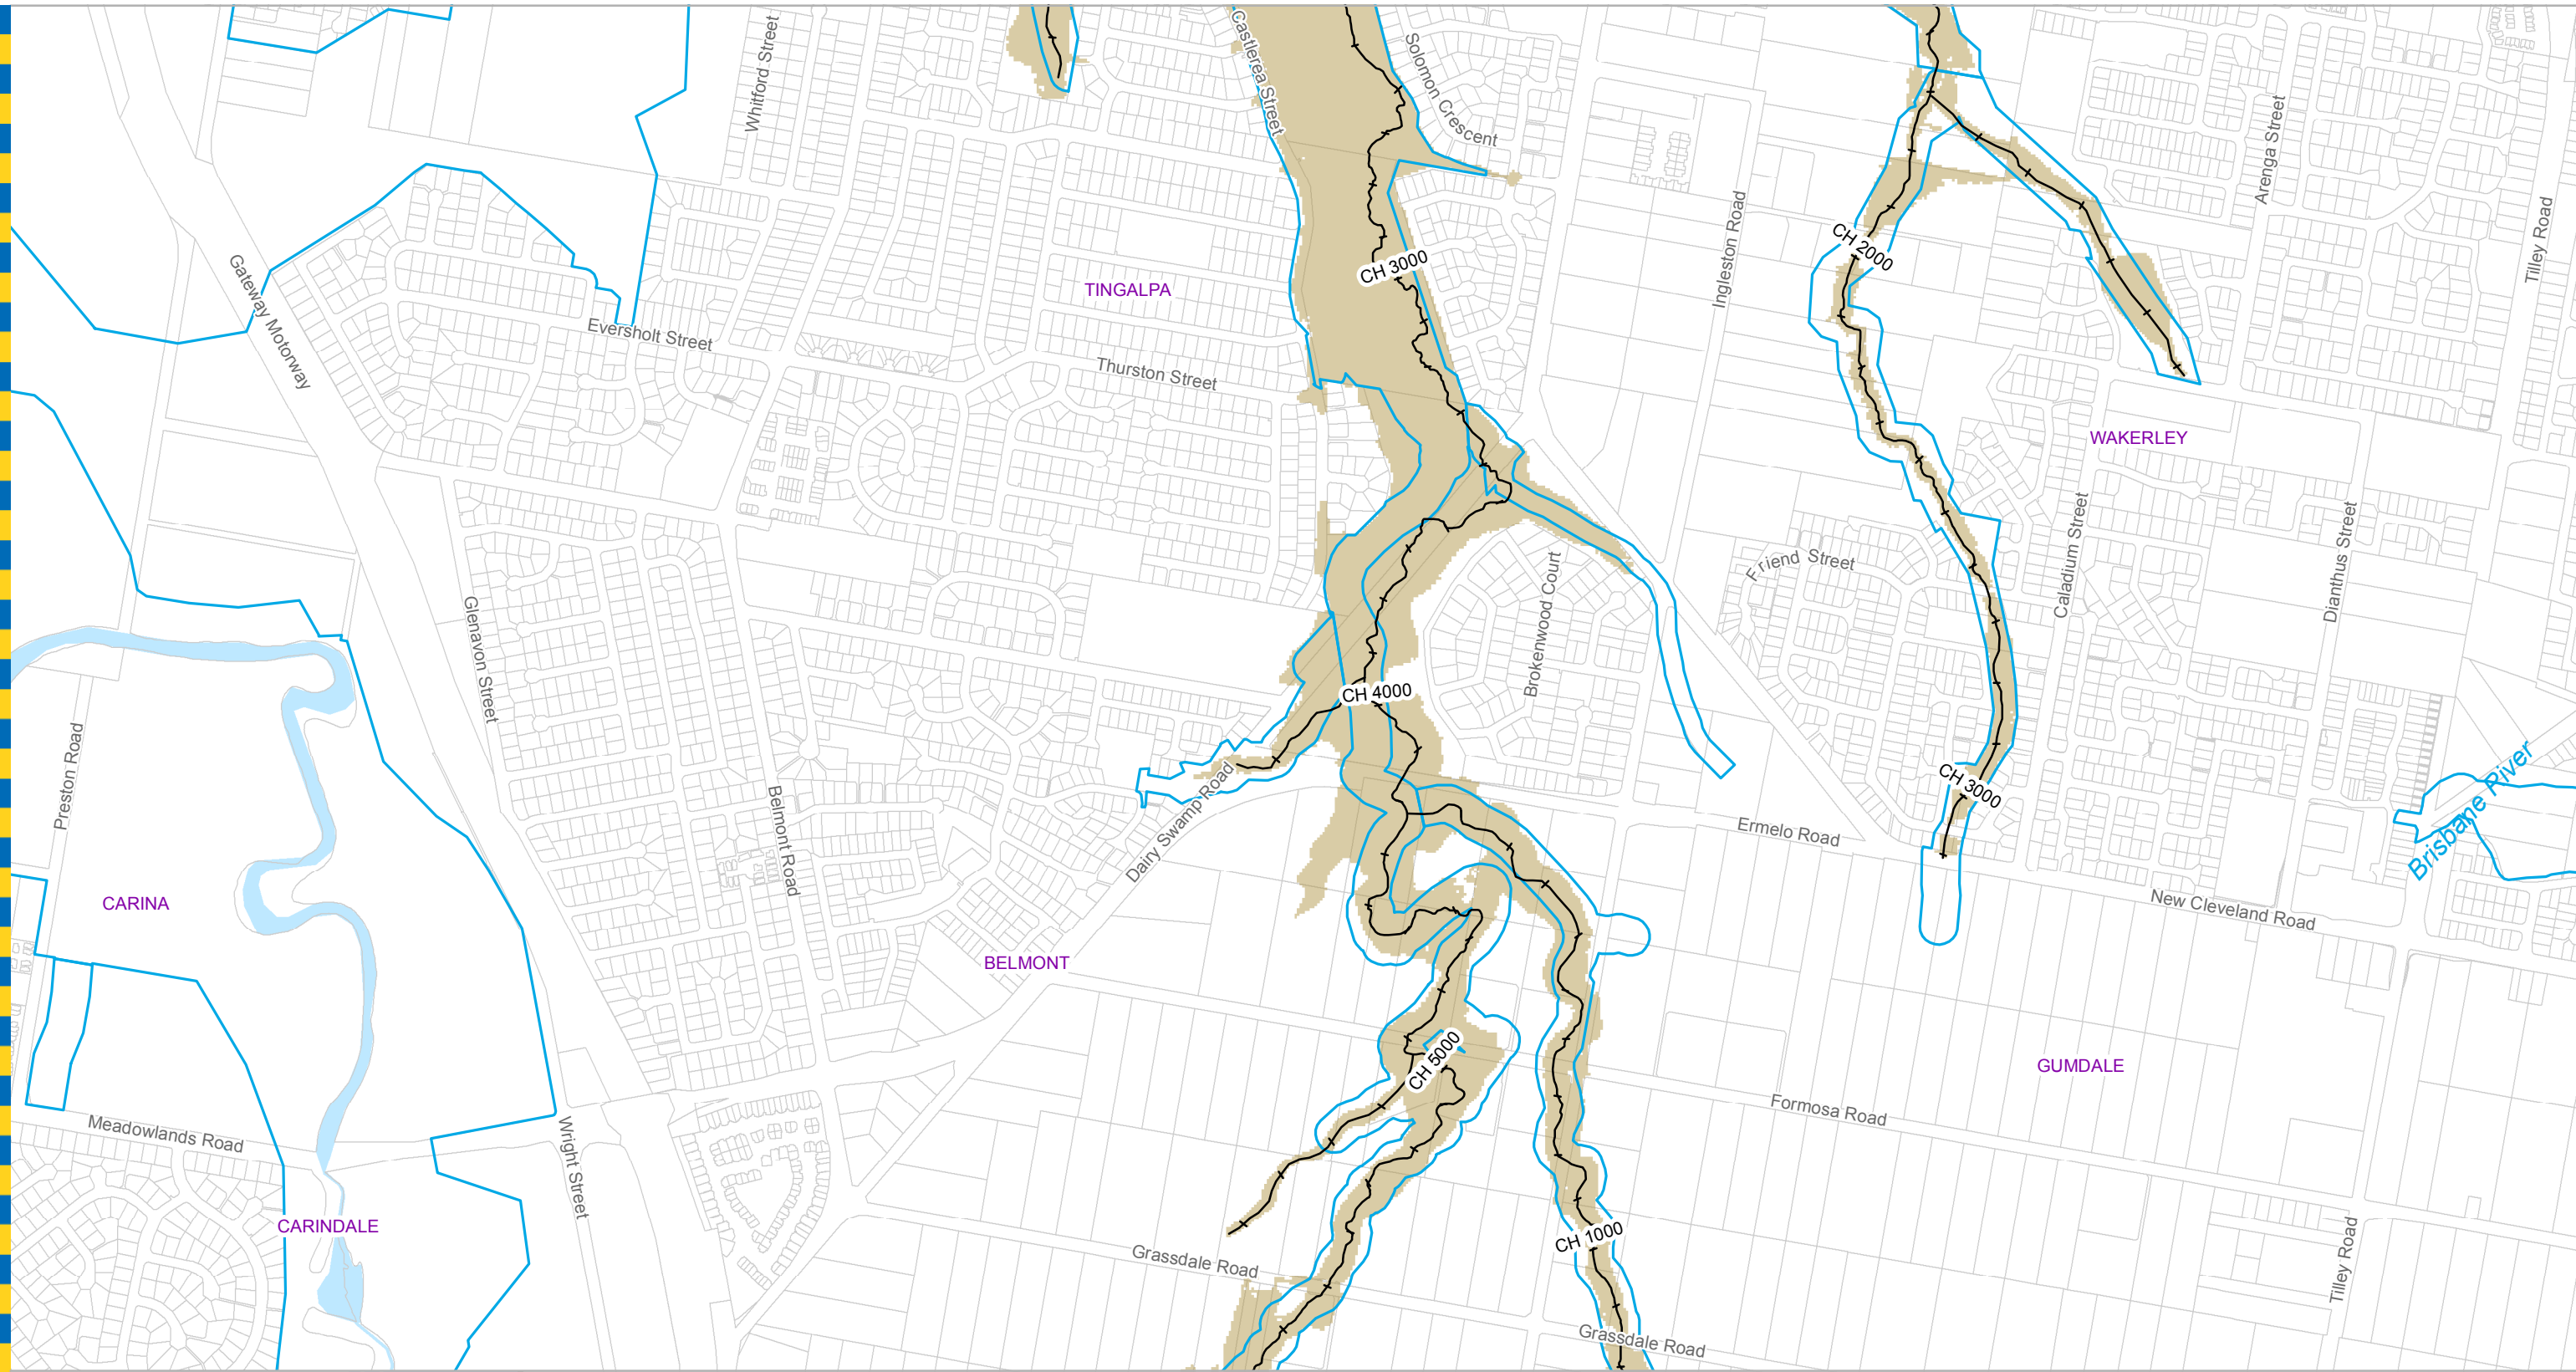 Whitford Street
Castlerea Street
Solomon Crescent
Arenga Street
Tilley Road
Ingleston Road
CH 2000
Gateway Motorway
CH 3000
TINGALPA
Eversholt Street
Thurston Street
WAKERLEY
Caladium Street
Dianthus Street
Friend Street
Brokenwood Court
Glenavon Street
CH 4000
Preston Road
Belmont Road
Dairy Swamp Road
CH 3000
Ermelo Road
Brisbane River
CARINA
New Cleveland Road
BELMONT
CH 5000
GUMDALE
Formosa Road
Meadowlands Road
Wright Street
CARINDALE
CH 1000
Grassdale Road
Tilley Road
Grassdale Road